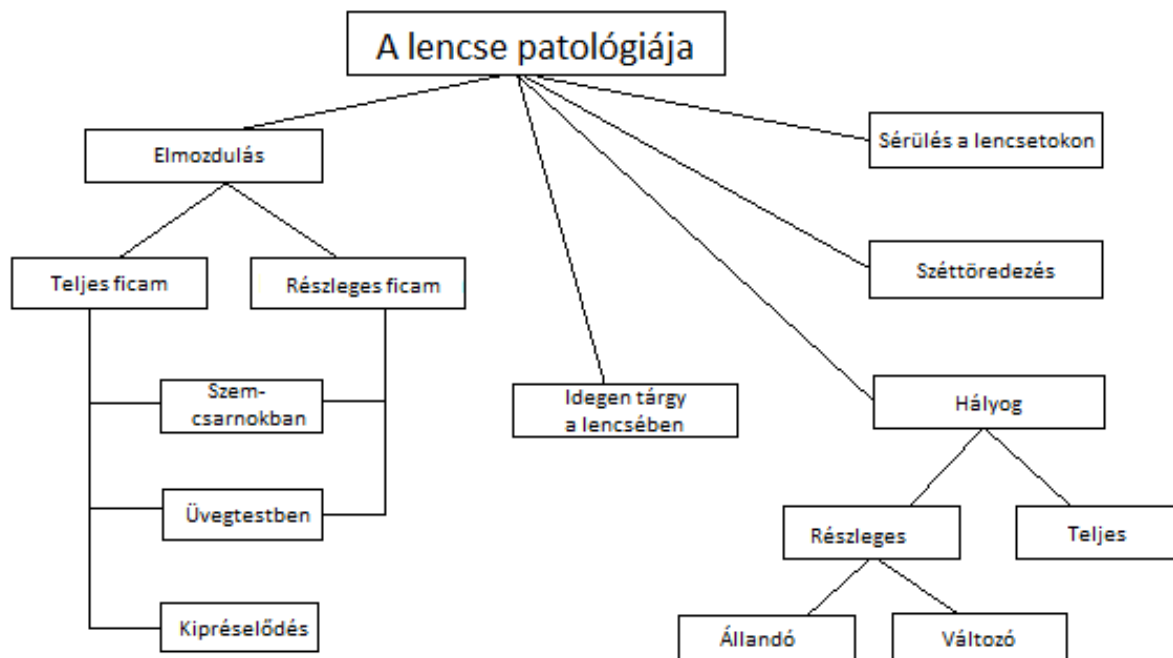 A lencse patológiája
Elmozdulás
Sérülés a lencsetokon
Teljes ficam
Részleges ficam
Széttöredezés
Szem-
csarnokban
Idegen tárgy
a lencsében
Hályog
Üvegtestben
Részleges
Teljes
Kipréselődés
Állandó
Változó